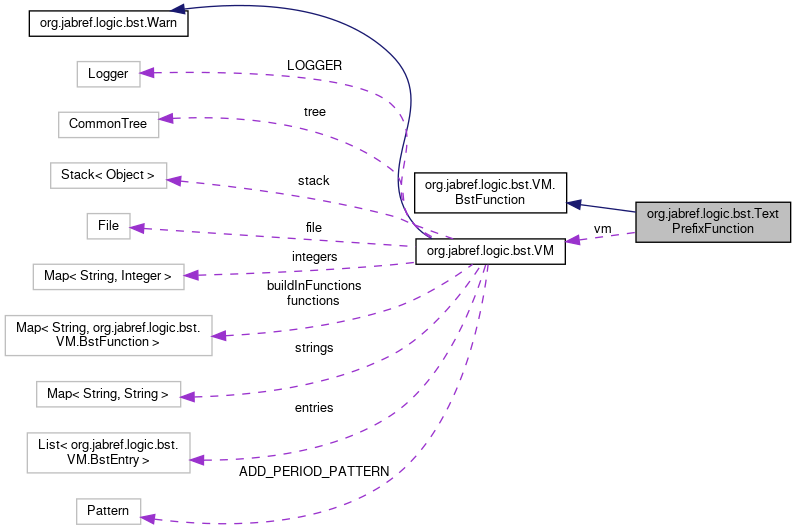 org.jabref.logic.bst.Warn
Logger
LOGGER
CommonTree
tree
Stack< Object >
stack
org.jabref.logic.bst.VM.
BstFunction
org.jabref.logic.bst.Text
PrefixFunction
vm
File
file
org.jabref.logic.bst.VM
integers
Map< String, Integer >
buildInFunctions
functions
Map< String, org.jabref.logic.bst.
VM.BstFunction >
strings
Map< String, String >
entries
List< org.jabref.logic.bst.
VM.BstEntry >
ADD_PERIOD_PATTERN
Pattern